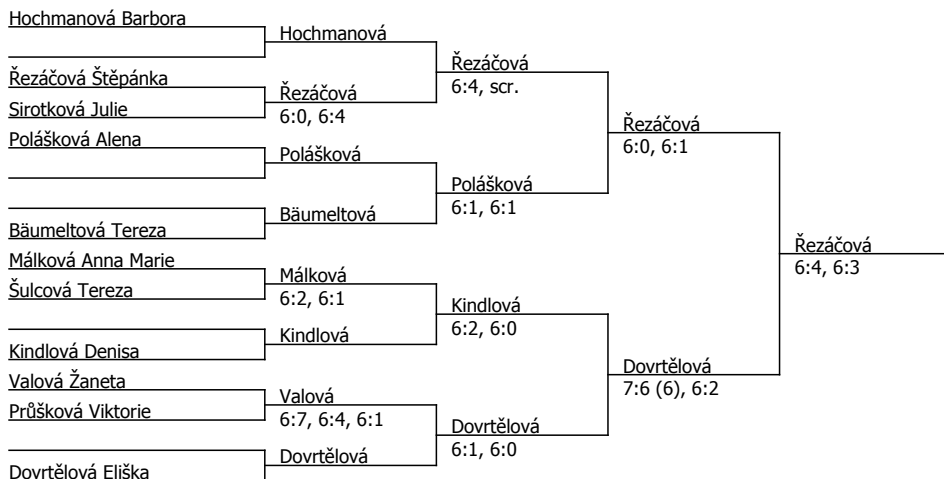 Hochmanová Barbora
Řezáčová Štěpánka
Sirotková Julie
Polášková Alena
Bäumeltová Tereza
Málková Anna Marie
Šulcová Tereza
Kindlová Denisa
Valová Žaneta
Průšková Viktorie
Dovrtělová Eliška
Hochmanová
Řezáčová
6:0, 6:4
Polášková
Bäumeltová
Málková
6:2, 6:1
Kindlová
Valová
6:7, 6:4, 6:1
Dovrtělová
Řezáčová
6:4, scr.
Polášková
6:1, 6:1
Kindlová
6:2, 6:0
Dovrtělová
6:1, 6:0
Řezáčová
6:0, 6:1
Dovrtělová
7:6 (6), 6:2
Řezáčová
6:4, 6:3